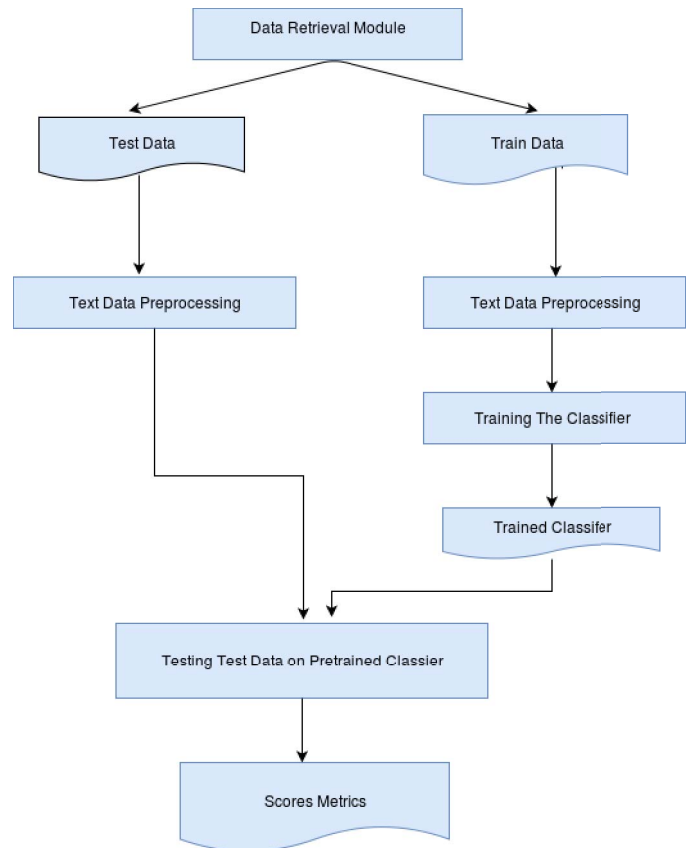 Data Retrieval Module
Test Data
Train Data
Text Data Preprocessing
Text Data Preprocessing
Training The Classifier
Trained Classifer
Testing Test Data on Pretrained Classier
Scores Metrics